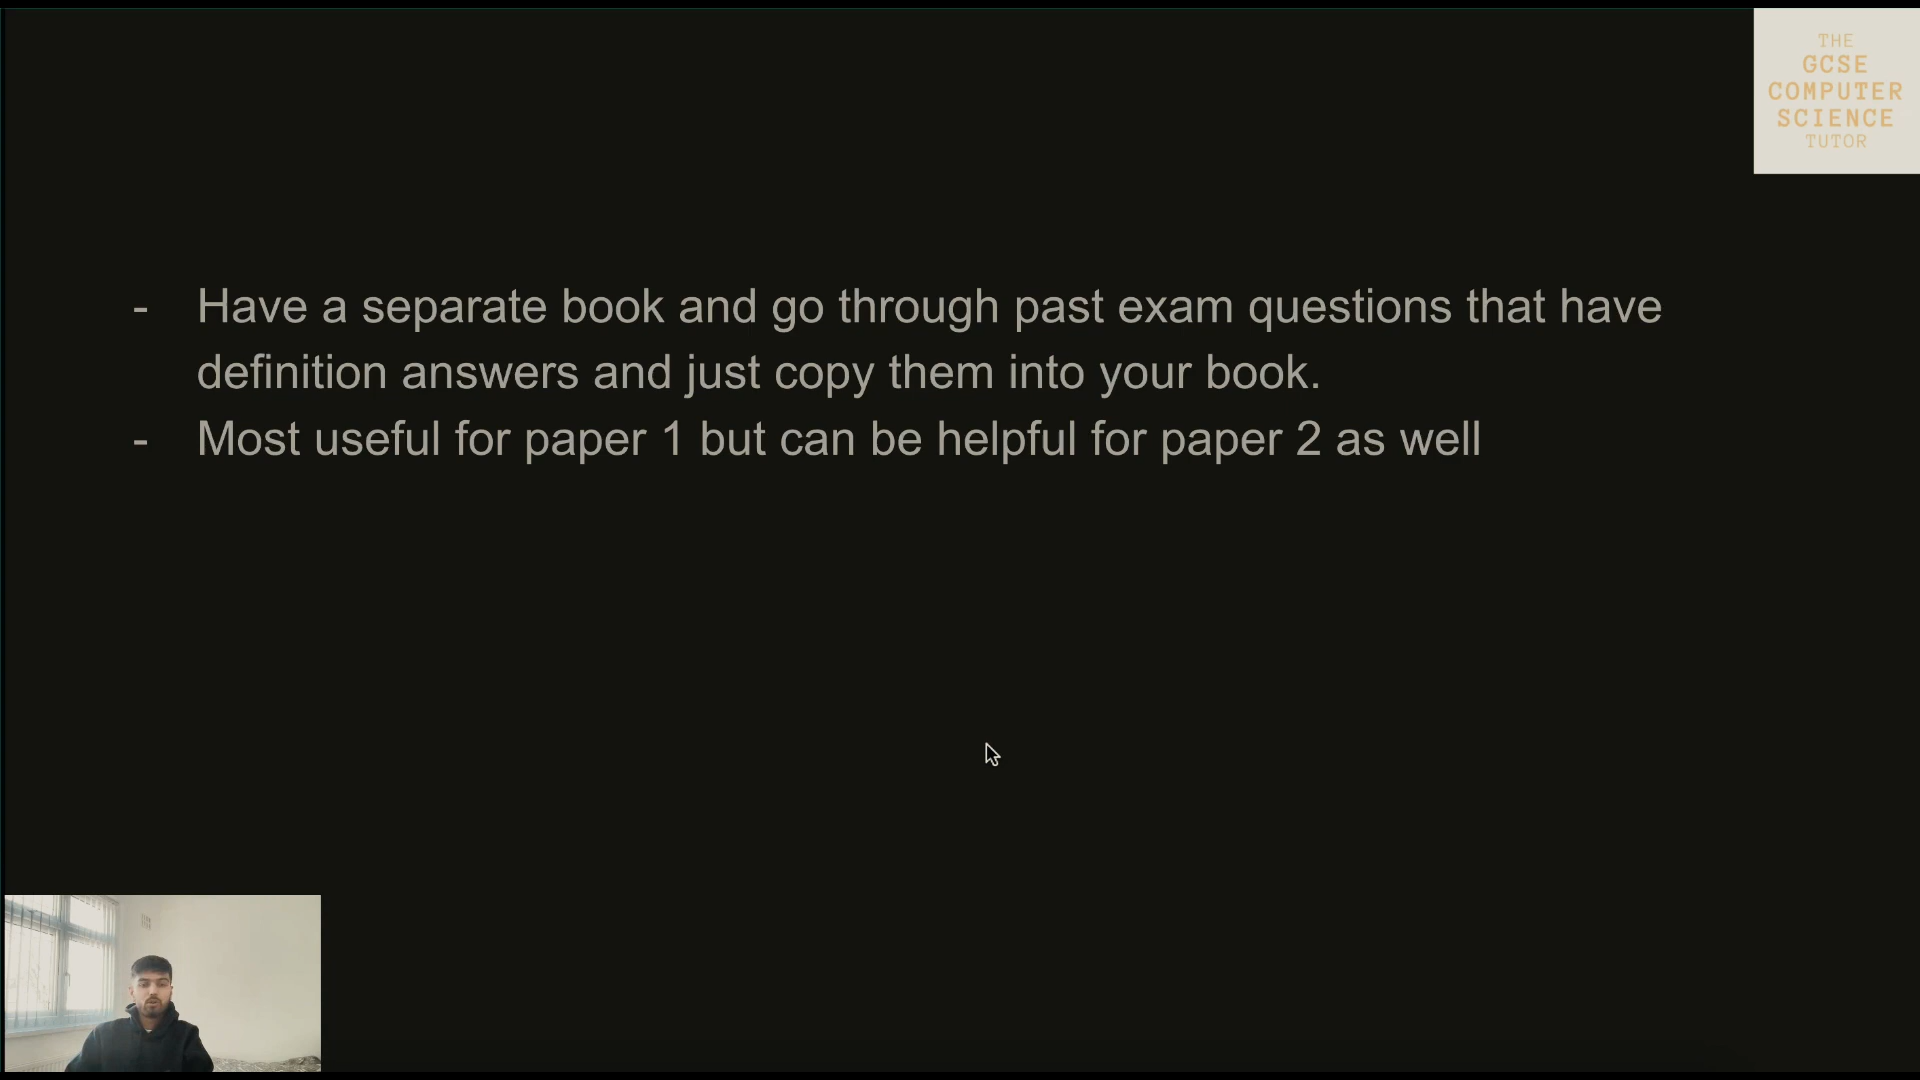 THE
GCSE
COMPUTER
SCIENCE
TUTOR
- Have a separate book and go through past exam questions that have
definition answers and just copy them into your book.
- Most useful for paper 1 but can be helpful for paper 2 as well